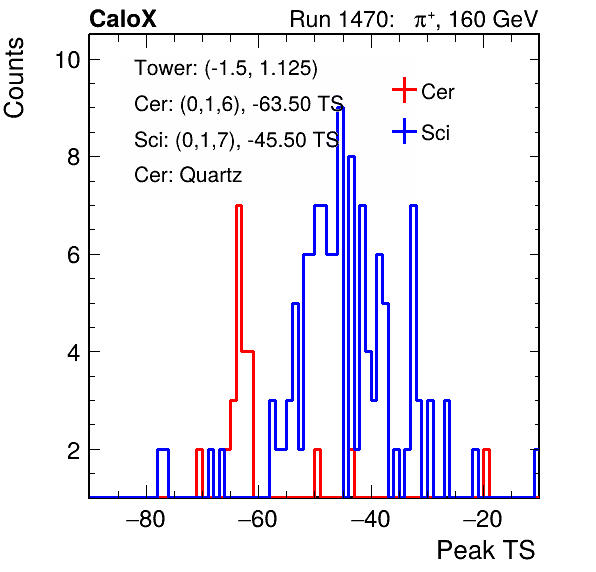 CaloX Run 1470: π⁺, 160 GeV
Counts
Tower: (-1.5, 1.125)
Cer: (0,1,6), -63.50 TS
Sci: (0,1,7), -45.50 TS
Cer: Quartz
Cer
Sci
10
8
6
4
2
−80 −60 −40 −20
Peak TS